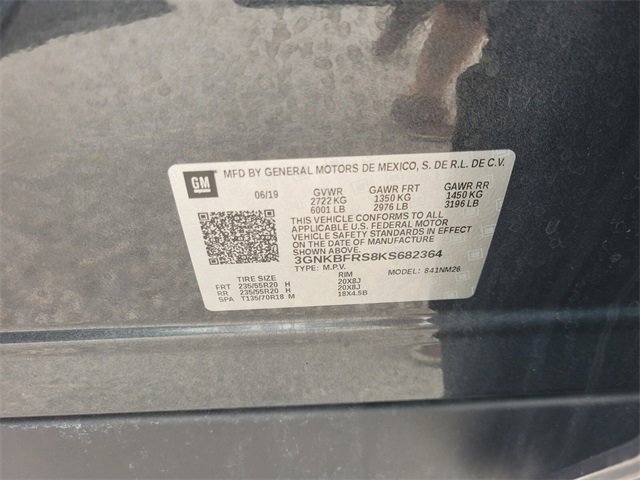 GM
MFD BY GENERAL MOTORS DE MEXICO, S. DE R.L. DE C.V.
06/19 GVWR GAWR FRT GAWR RR
2722 KG 1350 KG 1450 KG
6001 LB 2976 LB 3196 LB
THIS VEHICLE CONFORMS TO ALL
APPLICABLE U.S. FEDERAL MOTOR
VEHICLE SAFETY STANDARDS IN
EFFECT ON THE DATE OF MANUFACTURE
SHOWN ABOVE.
3GNKBFRS8KS682364
TYPE: M.P.V. MODEL: 841NM26
TIRE SIZE RIM
FRT 235/55R20 H 20X8J
RR 235/55R20 H 20X8J
SPA T135/70R18 M 18X4.5B